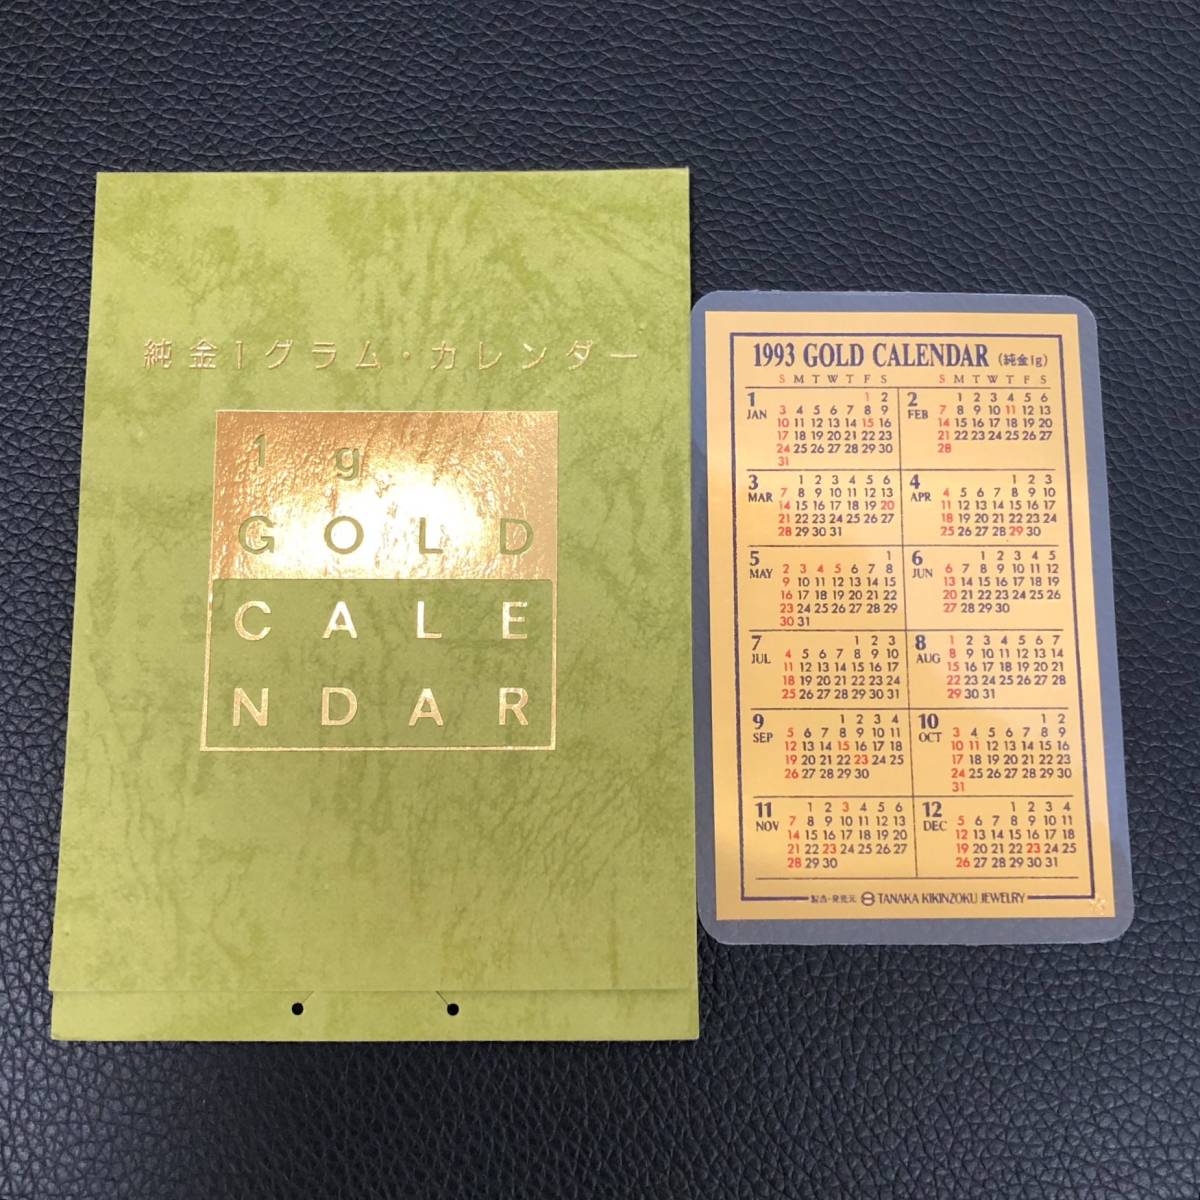 純金1グラム・カレンダー
1 g
GOLD
CALE
NDAR
1993 GOLD CALENDAR (純金1g)
S M T W T F S
1 JAN
1 2
3 4 5 6 7 8 9
10 11 12 13 14 15 16
17 18 19 20 21 22 23
24 25 26 27 28 29 30
31
S M T W T F S
2 FEB
1 2 3 4 5 6
7 8 9 10 11 12 13
14 15 16 17 18 19 20
21 22 23 24 25 26 27
28
3 MAR
1 2 3 4 5 6
7 8 9 10 11 12 13
14 15 16 17 18 19 20
21 22 23 24 25 26 27
28 29 30 31
4 APR
1 2 3
4 5 6 7 8 9 10
11 12 13 14 15 16 17
18 19 20 21 22 23 24
25 26 27 28 29 30
5 MAY
1
2 3 4 5 6 7 8
9 10 11 12 13 14 15
16 17 18 19 20 21 22
23 24 25 26 27 28 29
30 31
6 JUN
1 2 3 4 5
6 7 8 9 10 11 12
13 14 15 16 17 18 19
20 21 22 23 24 25 26
27 28 29 30
7 JUL
1 2 3
4 5 6 7 8 9 10
11 12 13 14 15 16 17
18 19 20 21 22 23 24
25 26 27 28 29 30 31
8 AUG
1 2 3 4 5 6 7
8 9 10 11 12 13 14
15 16 17 18 19 20 21
22 23 24 25 26 27 28
29 30 31
9 SEP
1 2 3 4
5 6 7 8 9 10 11
12 13 14 15 16 17 18
19 20 21 22 23 24 25
26 27 28 29 30
10 OCT
1 2
3 4 5 6 7 8 9
10 11 12 13 14 15 16
17 18 19 20 21 22 23
24 25 26 27 28 29 30
31
11 NOV
1 2 3 4 5 6
7 8 9 10 11 12 13
14 15 16 17 18 19 20
21 22 23 24 25 26 27
28 29 30
12 DEC
1 2 3 4
5 6 7 8 9 10 11
12 13 14 15 16 17 18
19 20 21 22 23 24 25
26 27 28 29 30 31
製造・発売元 TANAKA KIKINZOKU JEWELRY